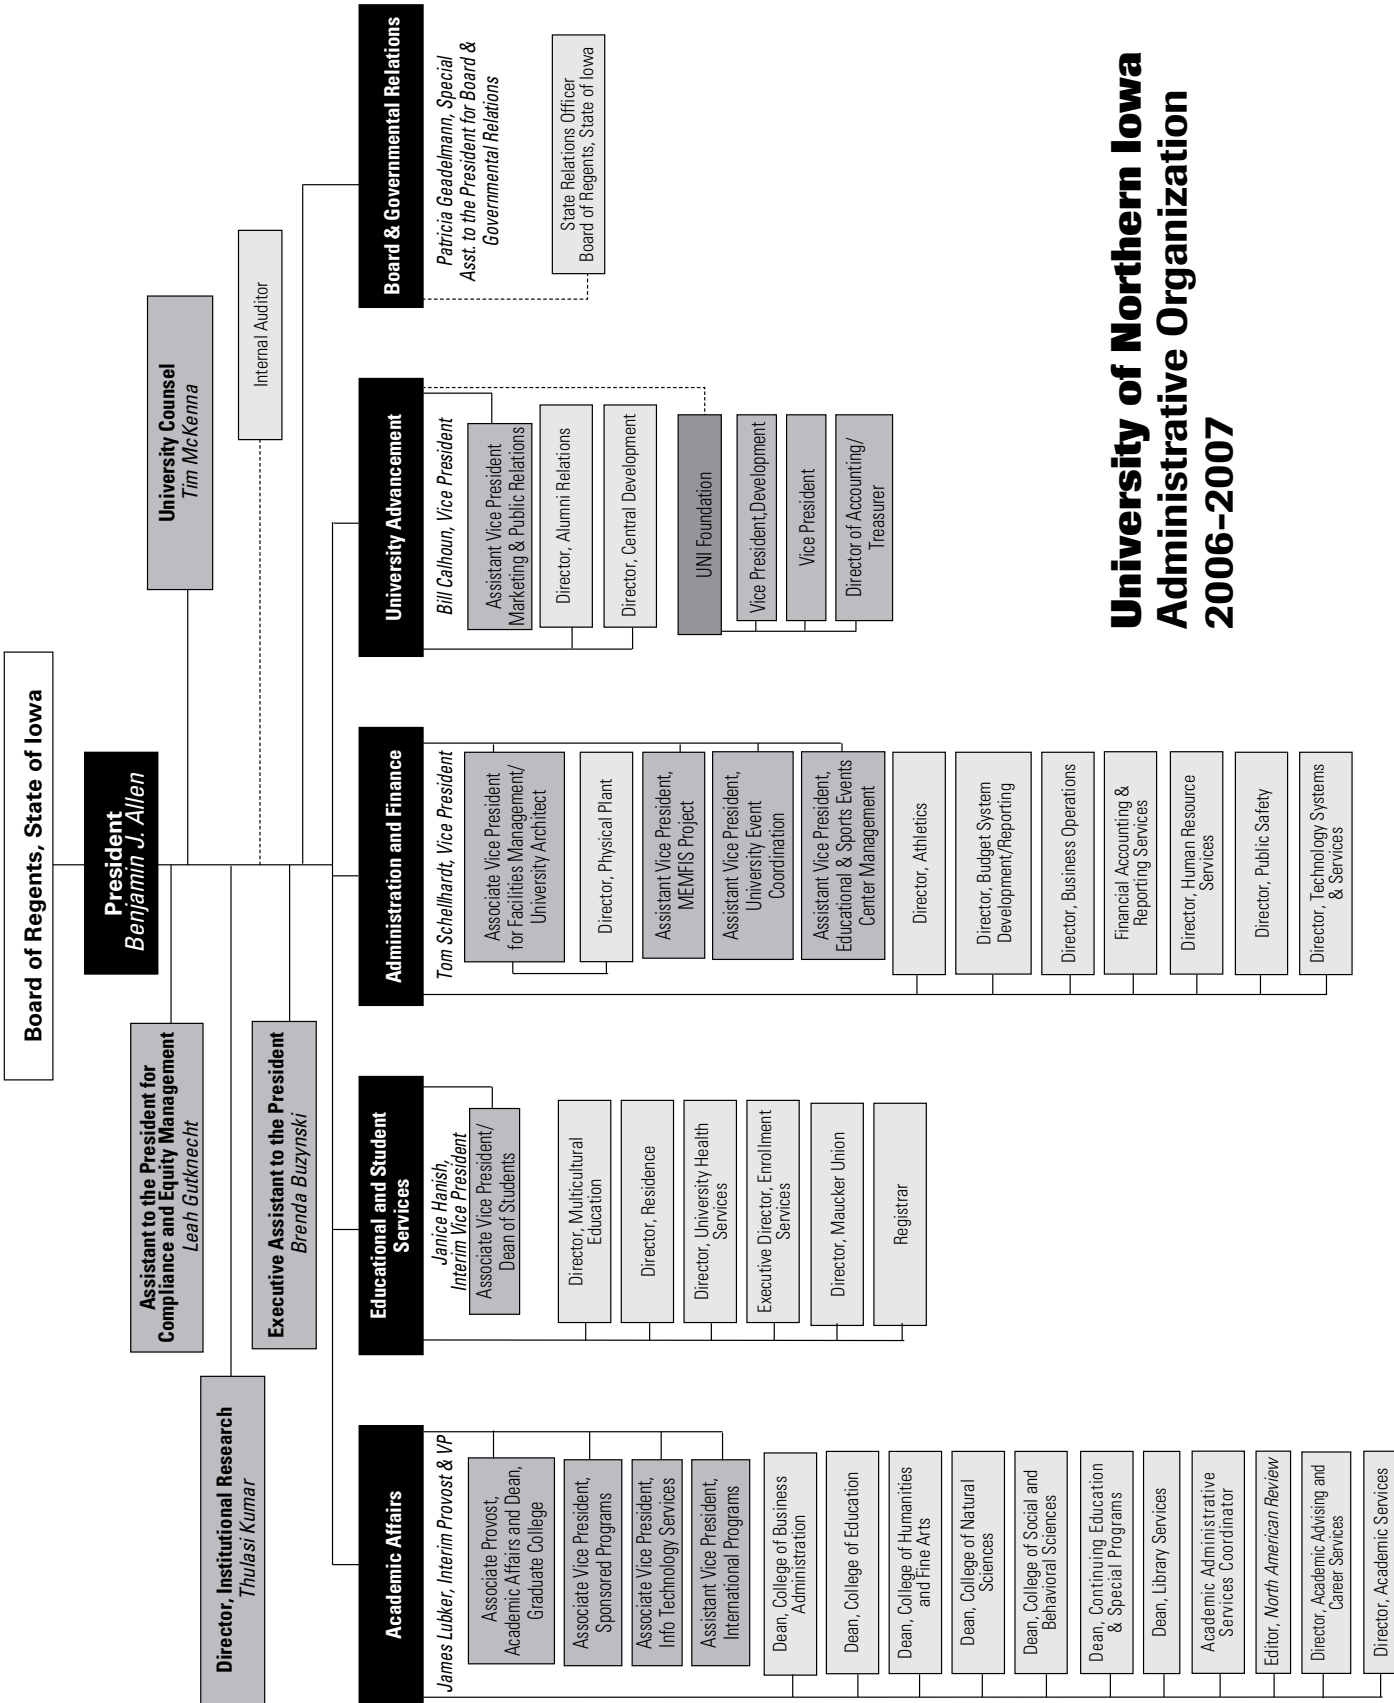 Board of Regents, State of Iowa
President
Benjamin J. Allen
Assistant to the President for
Compliance and Equity Management
Leah Gutknecht
University Counsel
Tim McKenna
Director, Institutional Research
Thulasi Kumar
Internal Auditor
Executive Assistant to the President
Brenda Buzynski
Academic Affairs
James Lubker, Interim Provost & VP
Associate Provost,
Academic Affairs and Dean,
Graduate College
Associate Vice President,
Sponsored Programs
Associate Vice President,
Info Technology Services
Assistant Vice President,
International Programs
Dean, College of Business
Administration
Dean, College of Education
Dean, College of Humanities
and Fine Arts
Dean, College of Natural
Sciences
Dean, College of Social and
Behavioral Sciences
Dean, Continuing Education
& Special Programs
Dean, Library Services
Academic Administrative
Services Coordinator
Editor, North American Review
Director, Academic Advising and
Career Services
Director, Academic Services
Educational and Student
Services
Janice Hanish,
Interim Vice President
Associate Vice President/
Dean of Students
Director, Multicultural
Education
Director, Residence
Director, University Health
Services
Executive Director, Enrollment
Services
Director, Maucker Union
Registrar
Administration and Finance
Tom Schellhardt, Vice President
Associate Vice President
for Facilities Management/
University Architect
Director, Physical Plant
Assistant Vice President,
MEMFIS Project
Assistant Vice President,
University Event
Coordination
Assistant Vice President,
Educational & Sports Events
Center Management
Director, Athletics
Director, Budget System
Development/Reporting
Director, Business Operations
Financial Accounting &
Reporting Services
Director, Human Resource
Services
Director, Public Safety
Director, Technology Systems
& Services
University Advancement
Bill Calhoun, Vice President
Assistant Vice President
Marketing & Public Relations
Director, Alumni Relations
Director, Central Development
UNI Foundation
Vice President,Development
Vice President
Director of Accounting/
Treasurer
Board & Governmental Relations
Patricia Geadelmann, Special
Asst. to the President for Board &
Governmental Relations
State Relations Officer
Board of Regents, State of Iowa
University of Northern Iowa
Administrative Organization
2006–2007